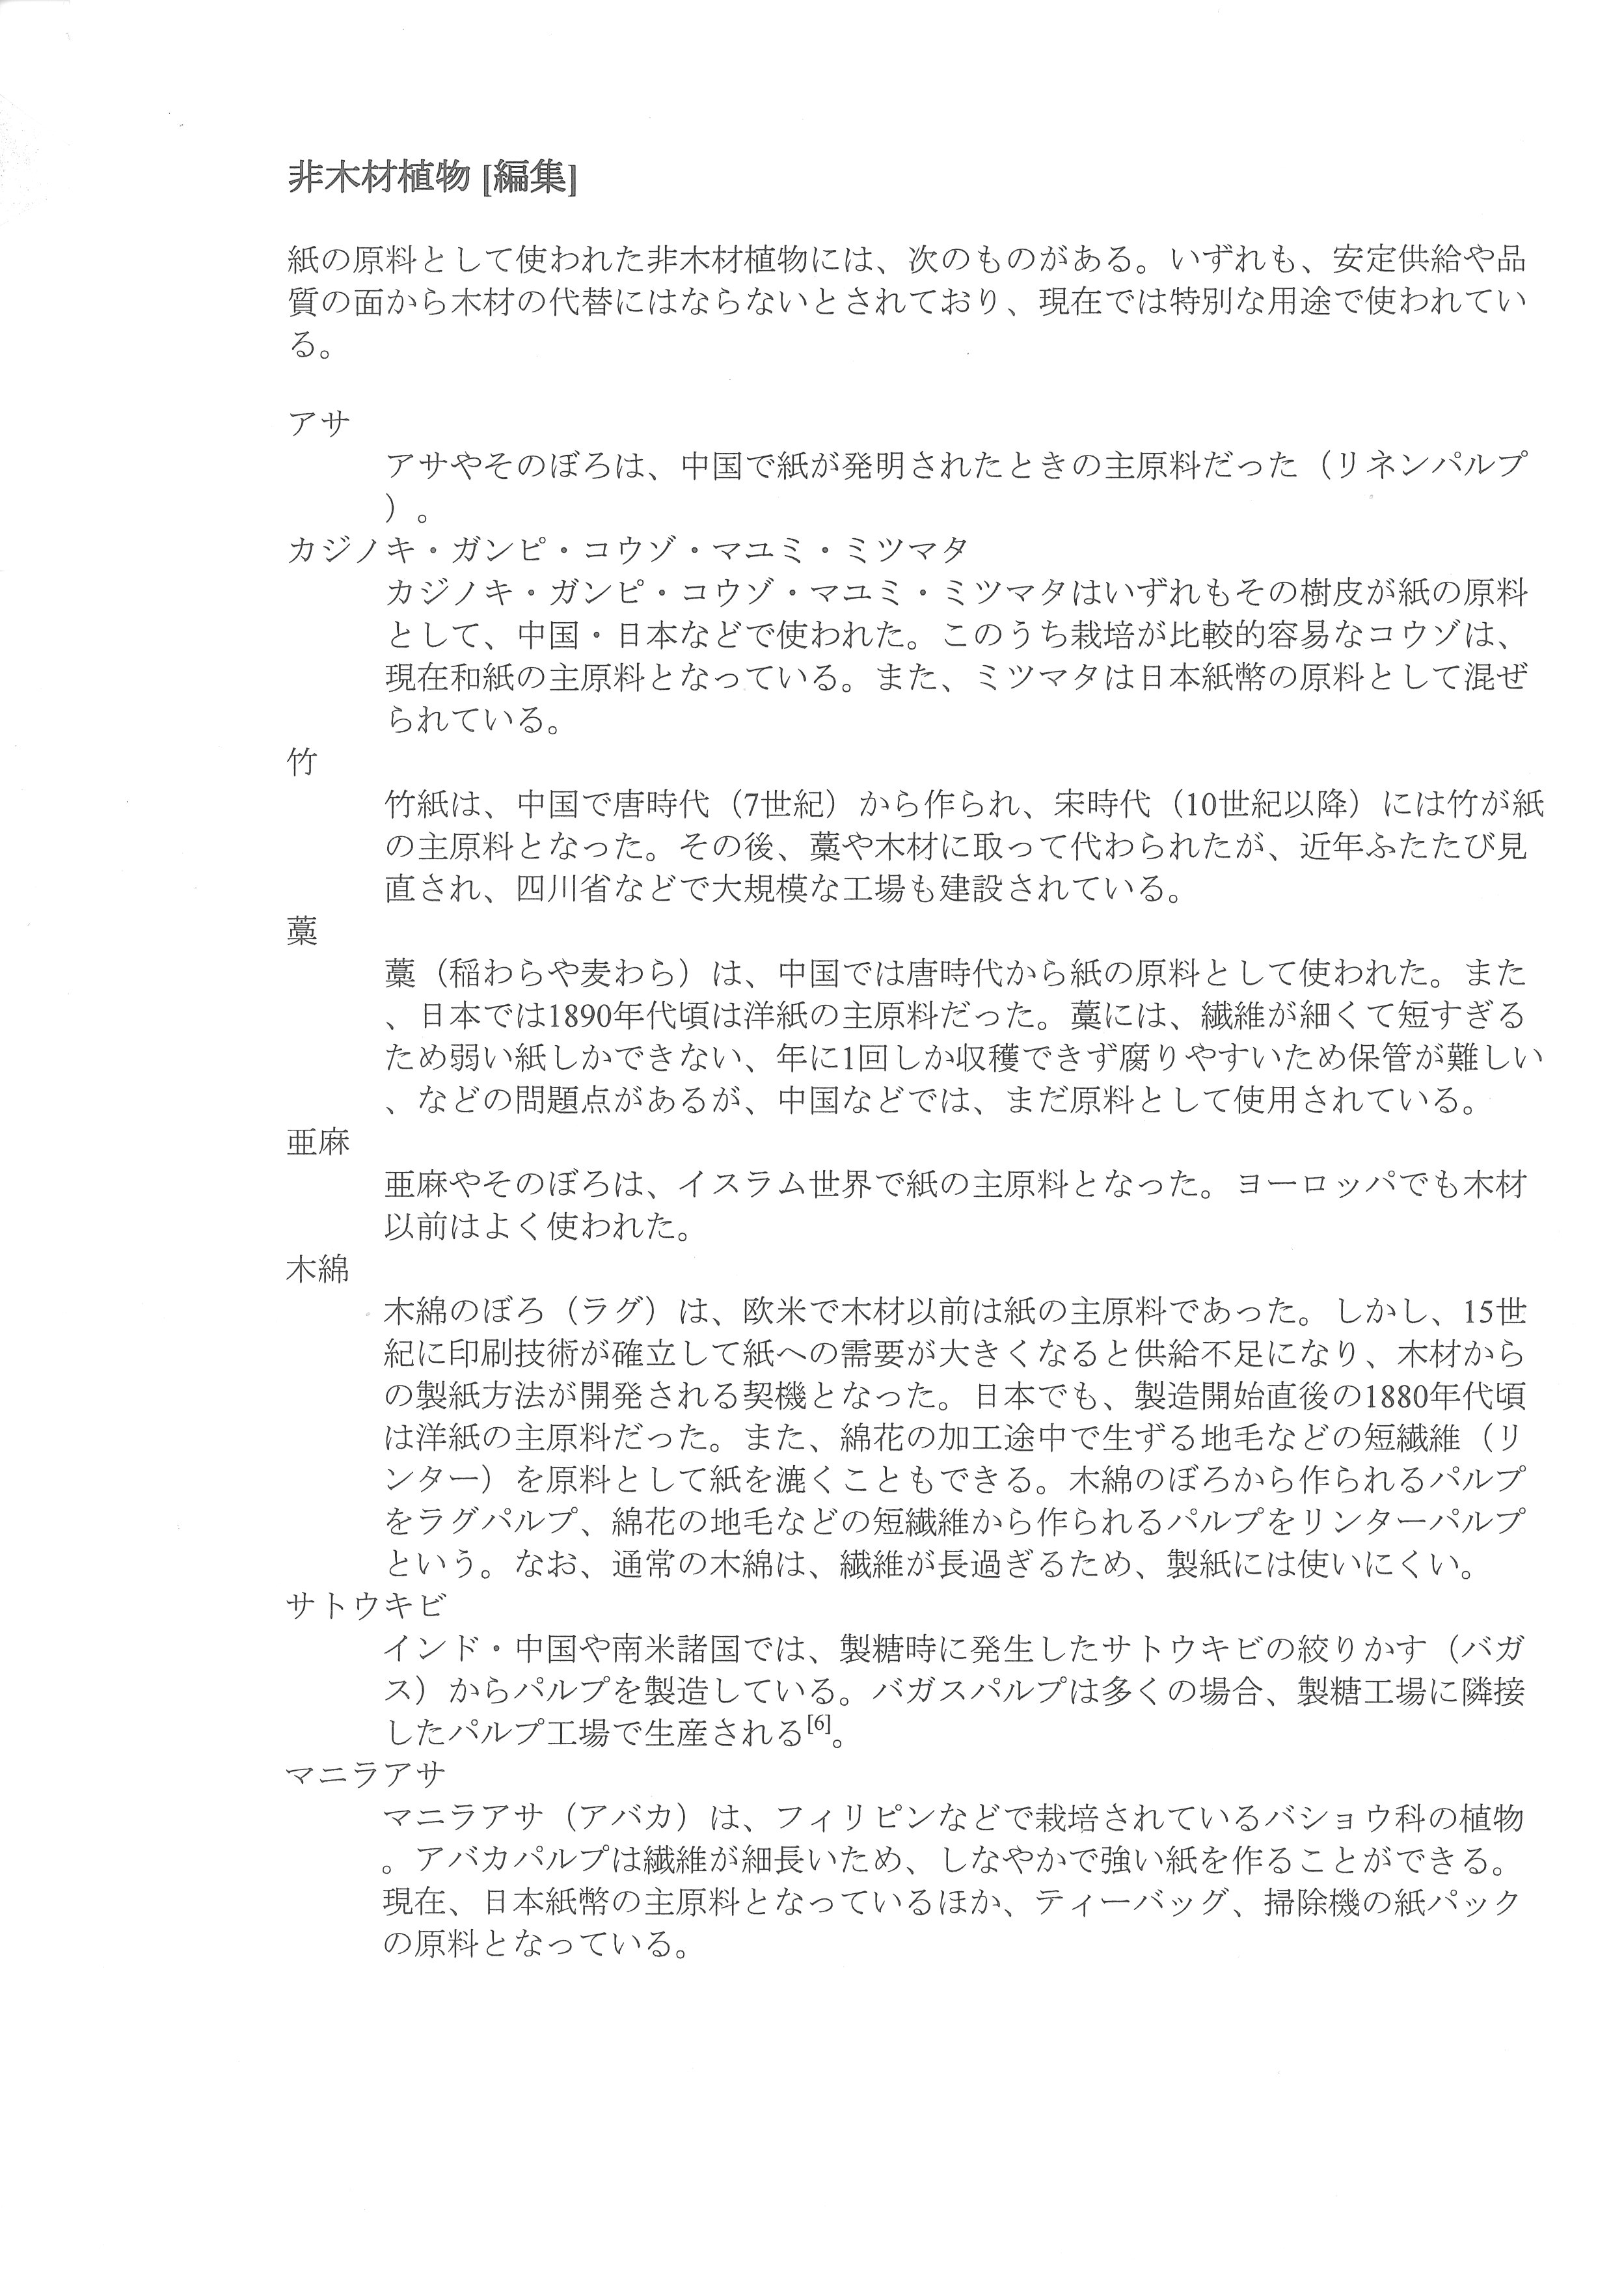 非木材植物 [編集]
紙の原料として使われた非木材植物には、次のものがある。いずれも、安定供給や品
質の面から木材の代替にはならないとされており、現在では特別な用途で使われてい
る。
アサ
アサやそのぼろは、中国で紙が発明されたときの主原料だった（リネンパルプ
）。
カジノキ・ガンピ・コウゾ・マユミ・ミツマタ
カジノキ・ガンピ・コウゾ・マユミ・ミツマタはいずれもその樹皮が紙の原料
として、中国・日本などで使われた。このうち栽培が比較的容易なコウゾは、
現在和紙の主原料となっている。また、ミツマタは日本紙幣の原料として混ぜ
られている。
竹
竹紙は、中国で唐時代（7世紀）から作られ、宋時代（10世紀以降）には竹が紙
の主原料となった。その後、藁や木材に取って代わられたが、近年ふたたび見
直され、四川省などで大規模な工場も建設されている。
藁
藁（稲わらや麦わら）は、中国では唐時代から紙の原料として使われた。また
、日本では1890年代頃は洋紙の主原料だった。藁には、繊維が細くて短すぎる
ため弱い紙しかできない、年に1回しか収穫できず腐りやすいため保管が難しい
、などの問題点があるが、中国などでは、まだ原料として使用されている。
亜麻
亜麻やそのぼろは、イスラム世界で紙の主原料となった。ヨーロッパでも木材
以前はよく使われた。
木綿
木綿のぼろ（ラグ）は、欧米で木材以前は紙の主原料であった。しかし、15世
紀に印刷技術が確立して紙への需要が大きくなると供給不足になり、木材から
の製紙方法が開発される契機となった。日本でも、製造開始直後の1880年代頃
は洋紙の主原料だった。また、綿花の加工途中で生ずる地毛などの短繊維（リ
ンター）を原料として紙を漉くこともできる。木綿のぼろから作られるパルプ
をラグパルプ、綿花の地毛などの短繊維から作られるパルプをリンターパルプ
という。なお、通常の木綿は、繊維が長過ぎるため、製紙には使いにくい。
サトウキビ
インド・中国や南米諸国では、製糖時に発生したサトウキビの絞りかす（バガ
ス）からパルプを製造している。バガスパルプは多くの場合、製糖工場に隣接
したパルプ工場で生産される[6]。
マニラアサ
マニラアサ（アバカ）は、フィリピンなどで栽培されているバショウ科の植物
。アバカパルプは繊維が細長いため、しなやかで強い紙を作ることができる。
現在、日本紙幣の主原料となっているほか、ティーバッグ、掃除機の紙パック
の原料となっている。